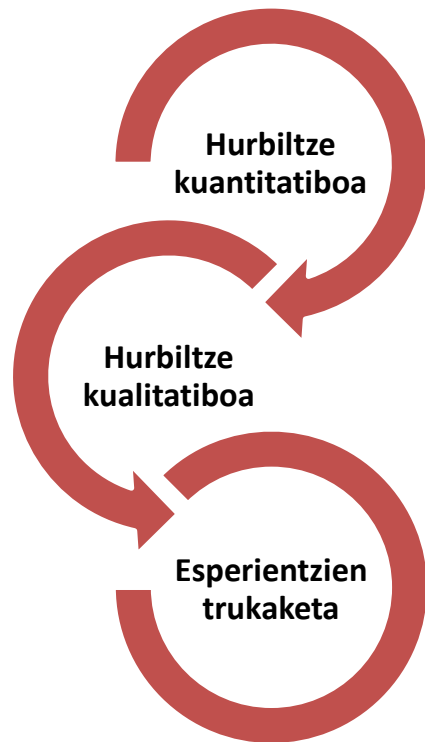 Hurbiltze
kuantitatiboa
Hurbiltze
kualitatiboa
Esperientzien
trukaketa